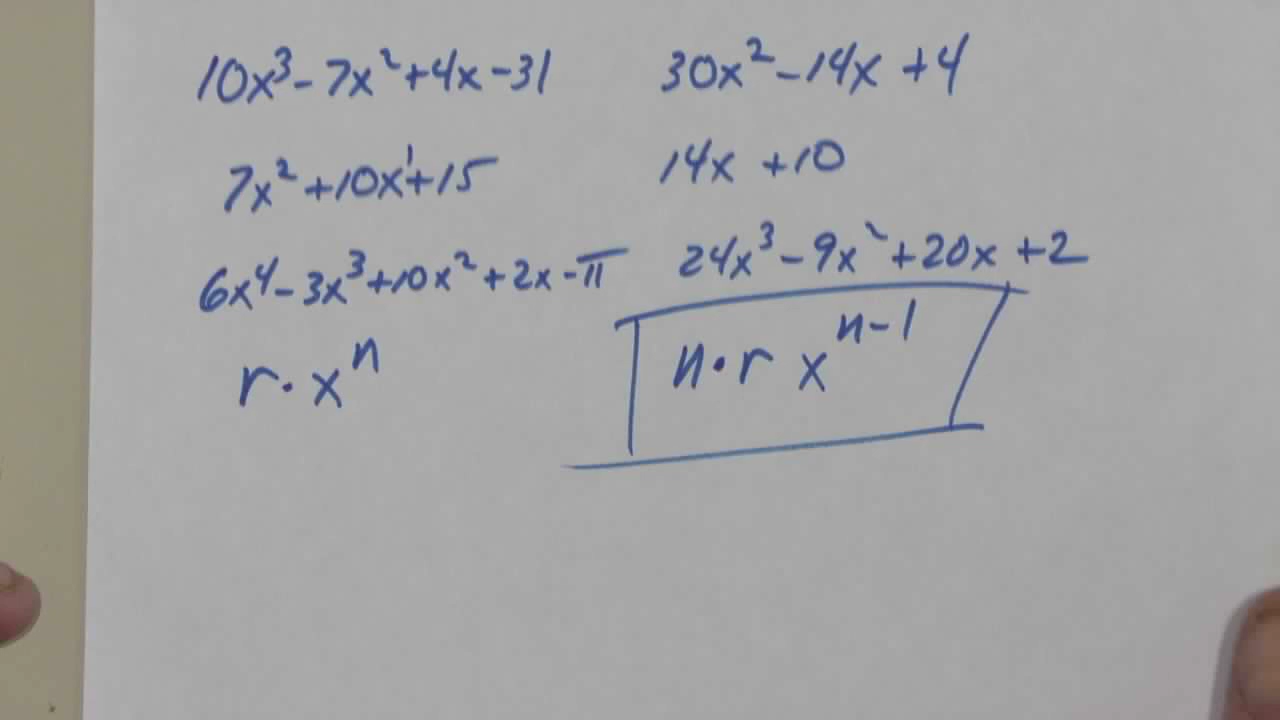 10x³-7x²+4x-31 30x²-14x+4
7x²+10x¹+15 14x+10
6x⁴-3x³+10x²+2x-π 24x³-9x²+20x+2
r·xⁿ n·r xⁿ⁻¹